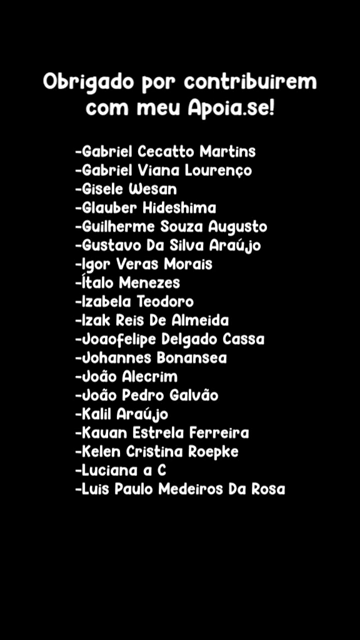 Obrigado por contribuirem
com meu Apoia.se!
-Gabriel Cecatto Martins
-Gabriel Viana Lourenço
-Gisele Wesan
-Glauber Hideshima
-Guilherme Souza Augusto
-Gustavo Da Silva Araújo
-Igor Veras Morais
-Ítalo Menezes
-Izabela Teodoro
-Izak Reis De Almeida
-Joaofelipe Delgado Cassa
-Johannes Bonansea
-João Alecrim
-João Pedro Galvão
-Kalil Araújo
-Kauan Estrela Ferreira
-Kelen Cristina Roepke
-Luciana a C
-Luis Paulo Medeiros Da Rosa